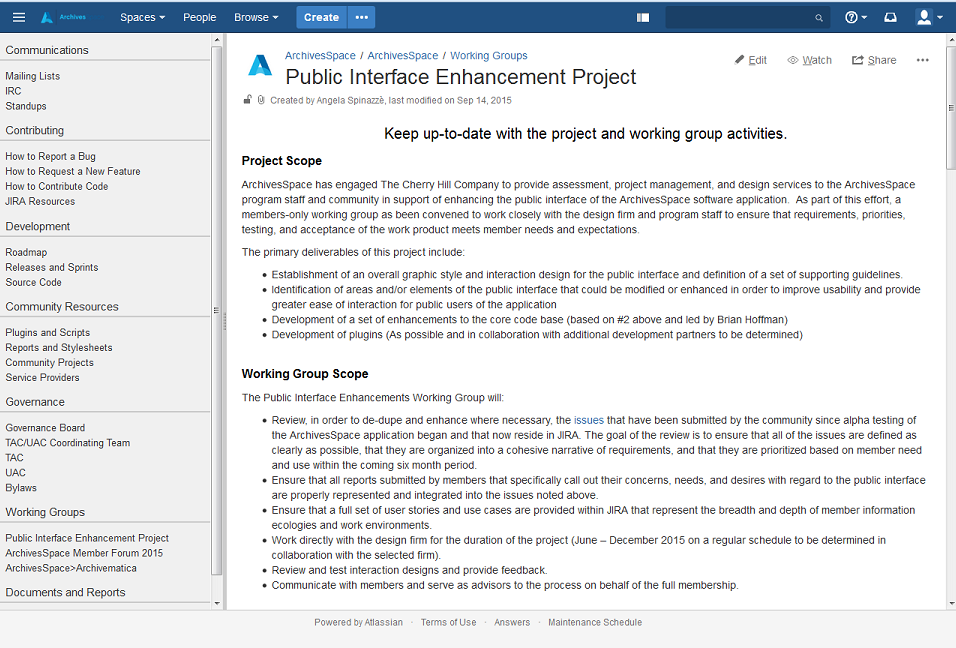 Archives
Spaces
People
Browse
Create
Communications
Mailing Lists
IRC
Standups
Contributing
How to Report a Bug
How to Request a New Feature
How to Contribute Code
JIRA Resources
Development
Roadmap
Releases and Sprints
Source Code
Community Resources
Plugins and Scripts
Reports and Stylesheets
Community Projects
Service Providers
Governance
Governance Board
TAC/UAC Coordinating Team
TAC
UAC
Bylaws
Working Groups
Public Interface Enhancement Project
ArchivesSpace Member Forum 2015
ArchivesSpace>Archivematica
Documents and Reports
ArchivesSpace / ArchivesSpace / Working Groups
Public Interface Enhancement Project
Edit
Watch
Share
Created by Angela Spinazzè, last modified on Sep 14, 2015
Keep up-to-date with the project and working group activities.
Project Scope
ArchivesSpace has engaged The Cherry Hill Company to provide assessment, project management, and design services to the ArchivesSpace
program staff and community in support of enhancing the public interface of the ArchivesSpace software application. As part of this effort, a
members-only working group as been convened to work closely with the design firm and program staff to ensure that requirements, priorities,
testing, and acceptance of the work product meets member needs and expectations.
The primary deliverables of this project include:
• Establishment of an overall graphic style and interaction design for the public interface and definition of a set of supporting guidelines.
• Identification of areas and/or elements of the public interface that could be modified or enhanced in order to improve usability and provide
greater ease of interaction for public users of the application
• Development of a set of enhancements to the core code base (based on #2 above and led by Brian Hoffman)
• Development of plugins (As possible and in collaboration with additional development partners to be determined)
Working Group Scope
The Public Interface Enhancements Working Group will:
• Review, in order to de-dupe and enhance where necessary, the issues that have been submitted by the community since alpha testing of
the ArchivesSpace application began and that now reside in JIRA. The goal of the review is to ensure that all of the issues are defined as
clearly as possible, that they are organized into a cohesive narrative of requirements, and that they are prioritized based on member need
and use within the coming six month period.
• Ensure that all reports submitted by members that specifically call out their concerns, needs, and desires with regard to the public interface
are properly represented and integrated into the issues noted above.
• Ensure that a full set of user stories and use cases are provided within JIRA that represent the breadth and depth of member information
ecologies and work environments.
• Work directly with the design firm for the duration of the project (June – December 2015 on a regular schedule to be determined in
collaboration with the selected firm).
• Review and test interaction designs and provide feedback.
• Communicate with members and serve as advisors to the process on behalf of the full membership.
Powered by Atlassian · Terms of Use · Answers · Maintenance Schedule